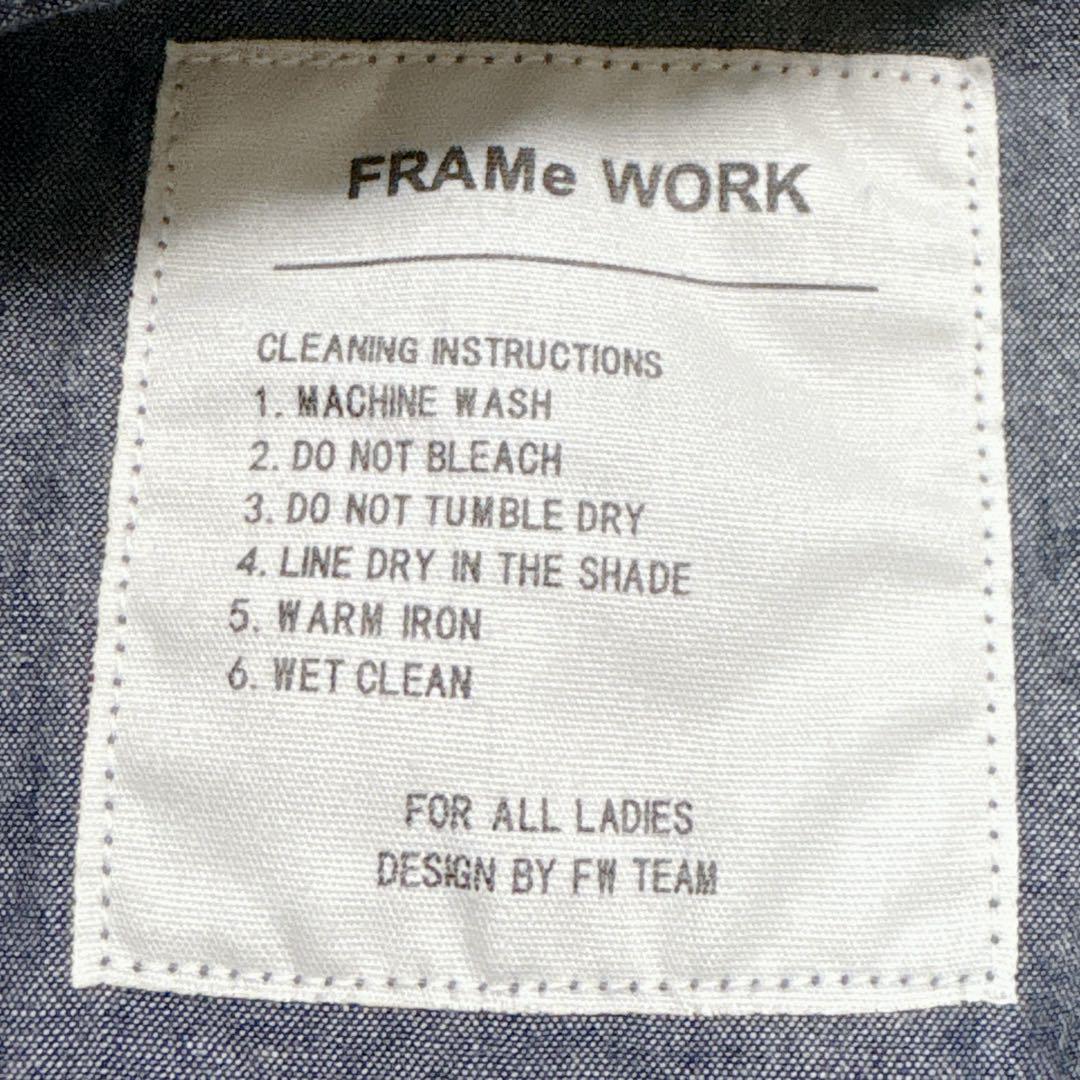 FRAMe WORK
CLEANING INSTRUCTIONS
1. MACHINE WASH
2. DO NOT BLEACH
3. DO NOT TUMBLE DRY
4. LINE DRY IN THE SHADE
5. WARM IRON
6. WET CLEAN
FOR ALL LADIES
DESIGN BY FW TEAM